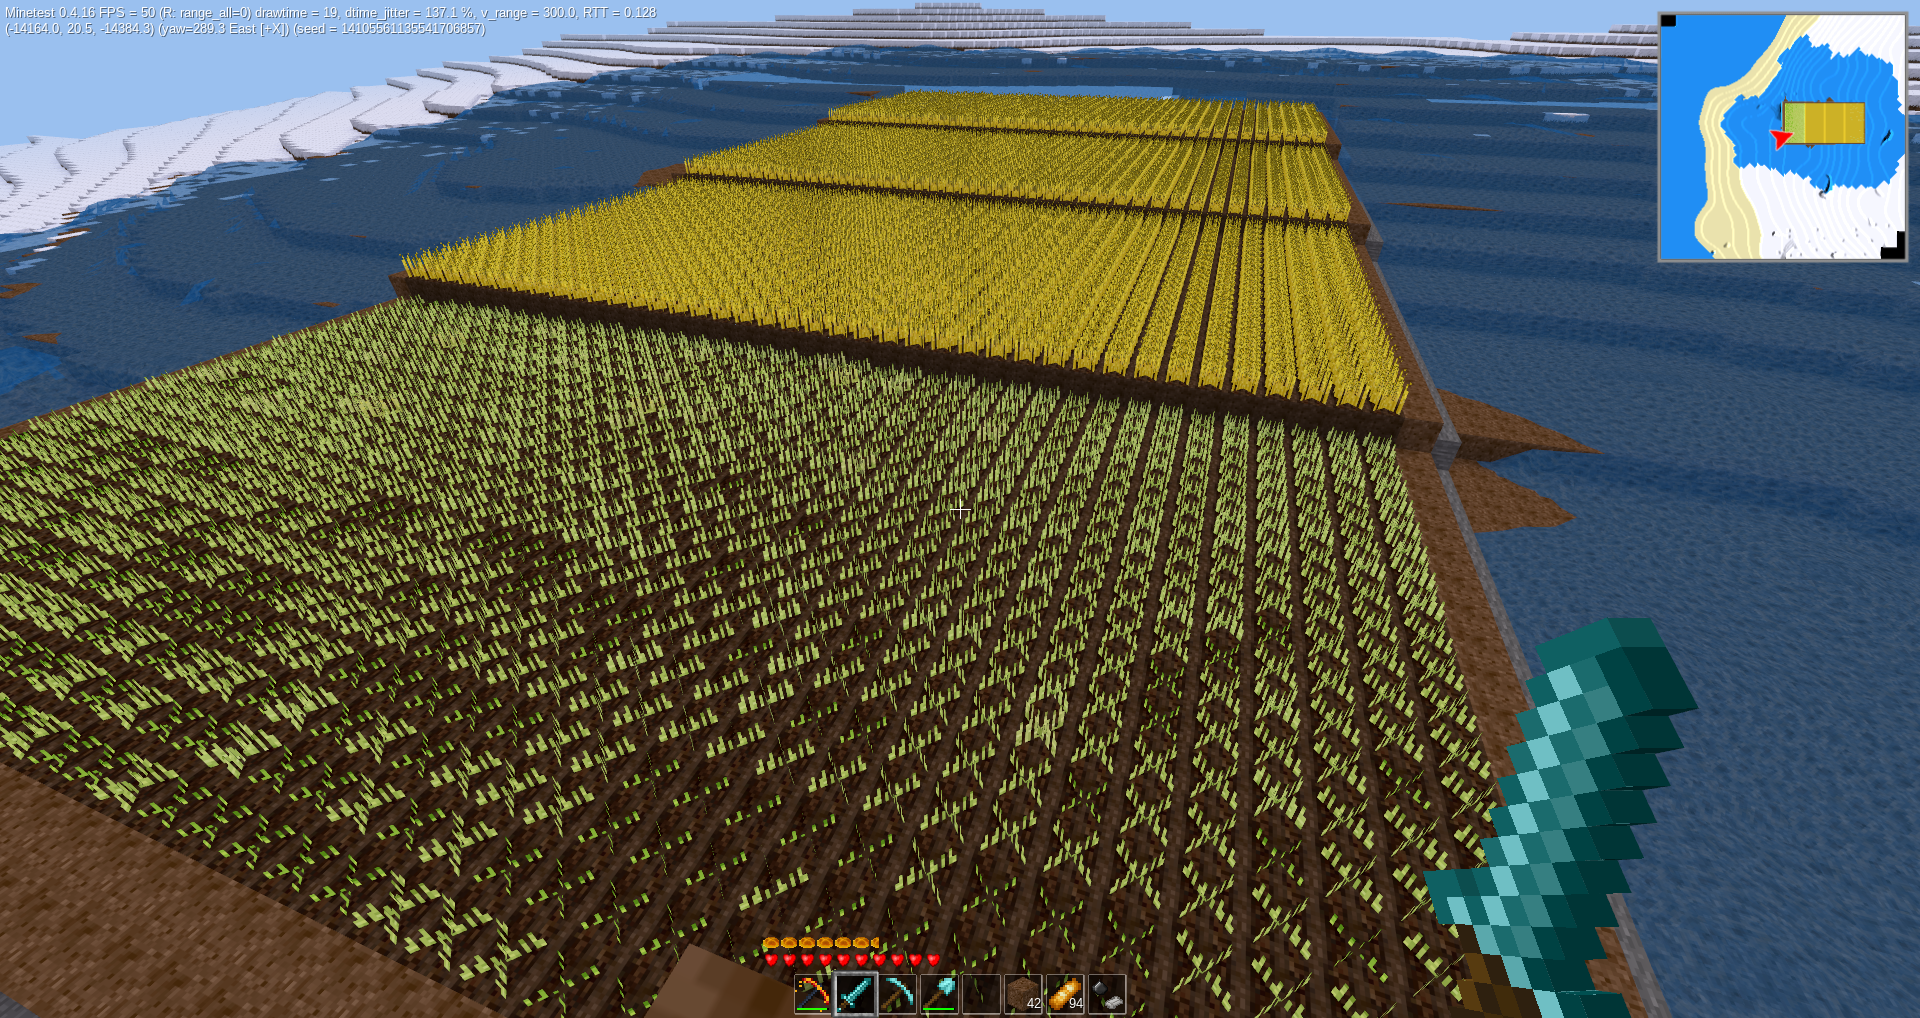 Minetest 0.4.16 FPS = 50 (R: range_all=0) drawtime = 19, dtime_jitter = 137.1 %, v_range = 300.0, RTT = 0.128
(-14164.0, 20.5, -14384.3) (yaw=289.3 East [+X]) (seed = 14105561135541706857)
42
94